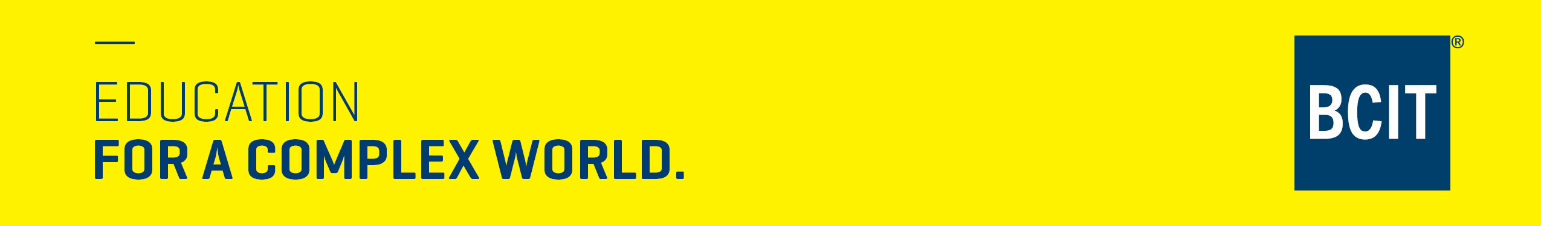 EDUCATION
FOR A COMPLEX WORLD.
BCIT®